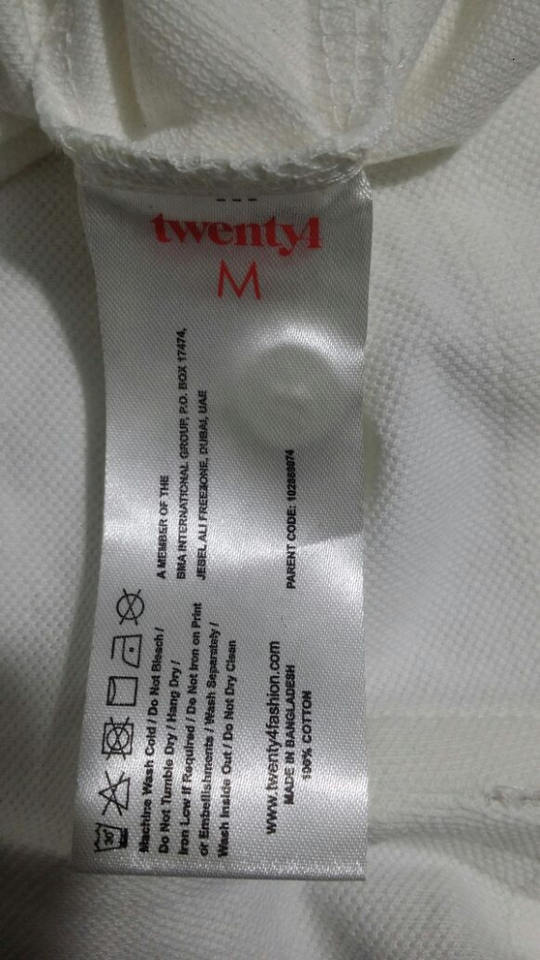 twenty4
M
A MEMBER OF THE
BMA INTERNATIONAL GROUP, P.O. BOX 17474,
JEBEL ALI FREEZONE, DUBAI, UAE
PARENT CODE: 102888074
30°
Machine Wash Cold / Do Not Bleach /
Do Not Tumble Dry / Hang Dry /
Iron Low If Required / Do Not Iron on Print
or Embellishments / Wash Separately /
Wash Inside Out / Do Not Dry Clean
www.twenty4fashion.com
MADE IN BANGLADESH
100% COTTON